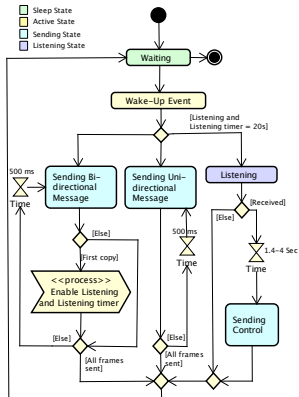 Sleep State
Active State
Sending State
Listening State
Waiting
Wake-Up Event
[Listening and
Listening timer = 20s]
500 ms
Time
Sending Bi-
directional
Message
Sending Uni-
directional
Message
Listening
[Received]
[Else]
[Else]
[First copy]
500 ms
Time
1.4-4 Sec
Time
<<process>>
Enable Listening
and Listening timer
Sending
Control
[Else]
[Else]
[All frames
sent]
[All frames
sent]